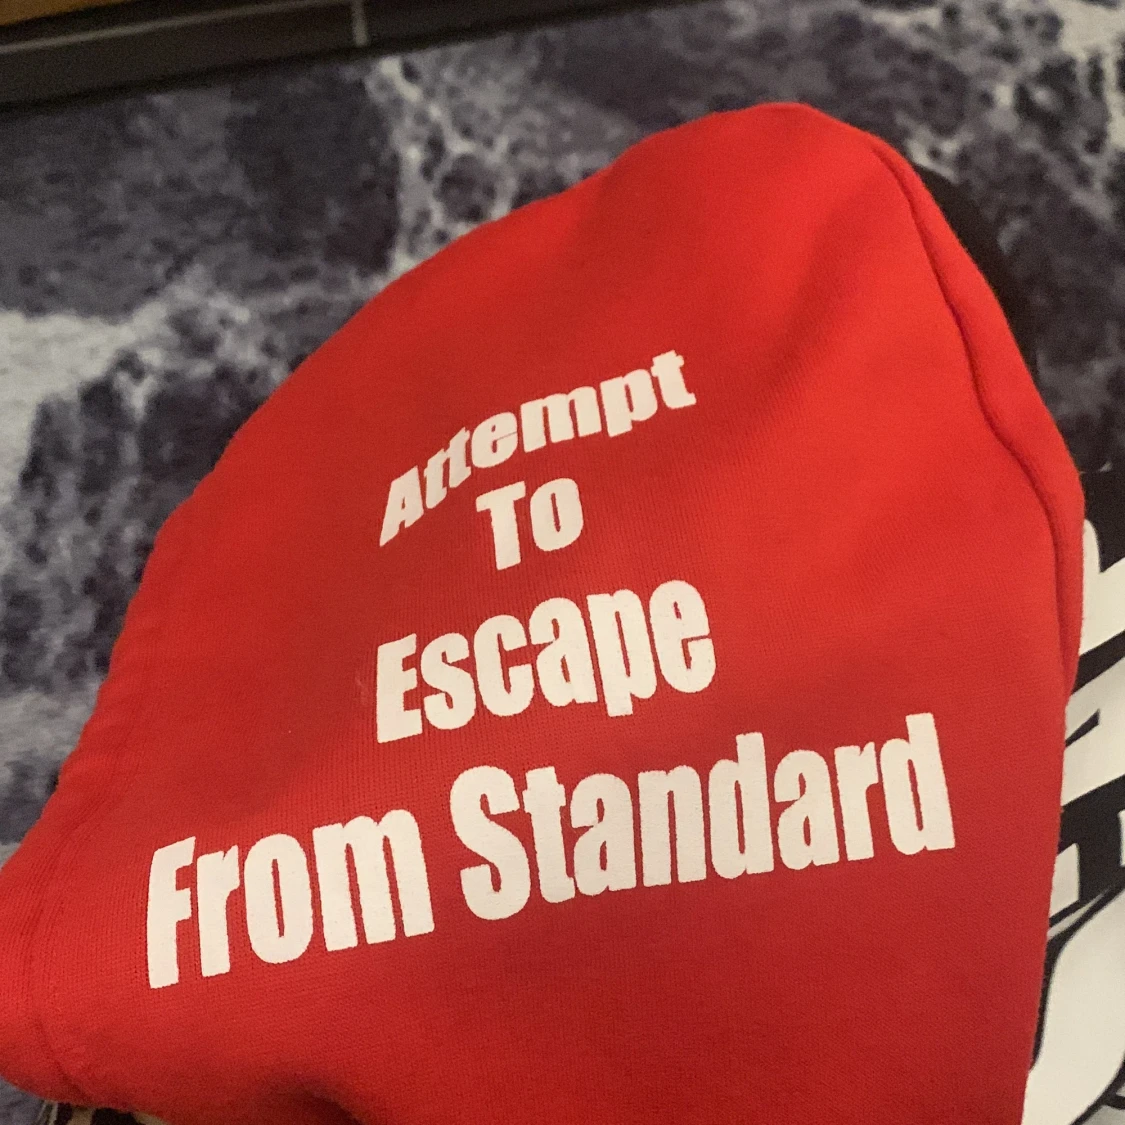 Attempt
To
Escape
From Standard